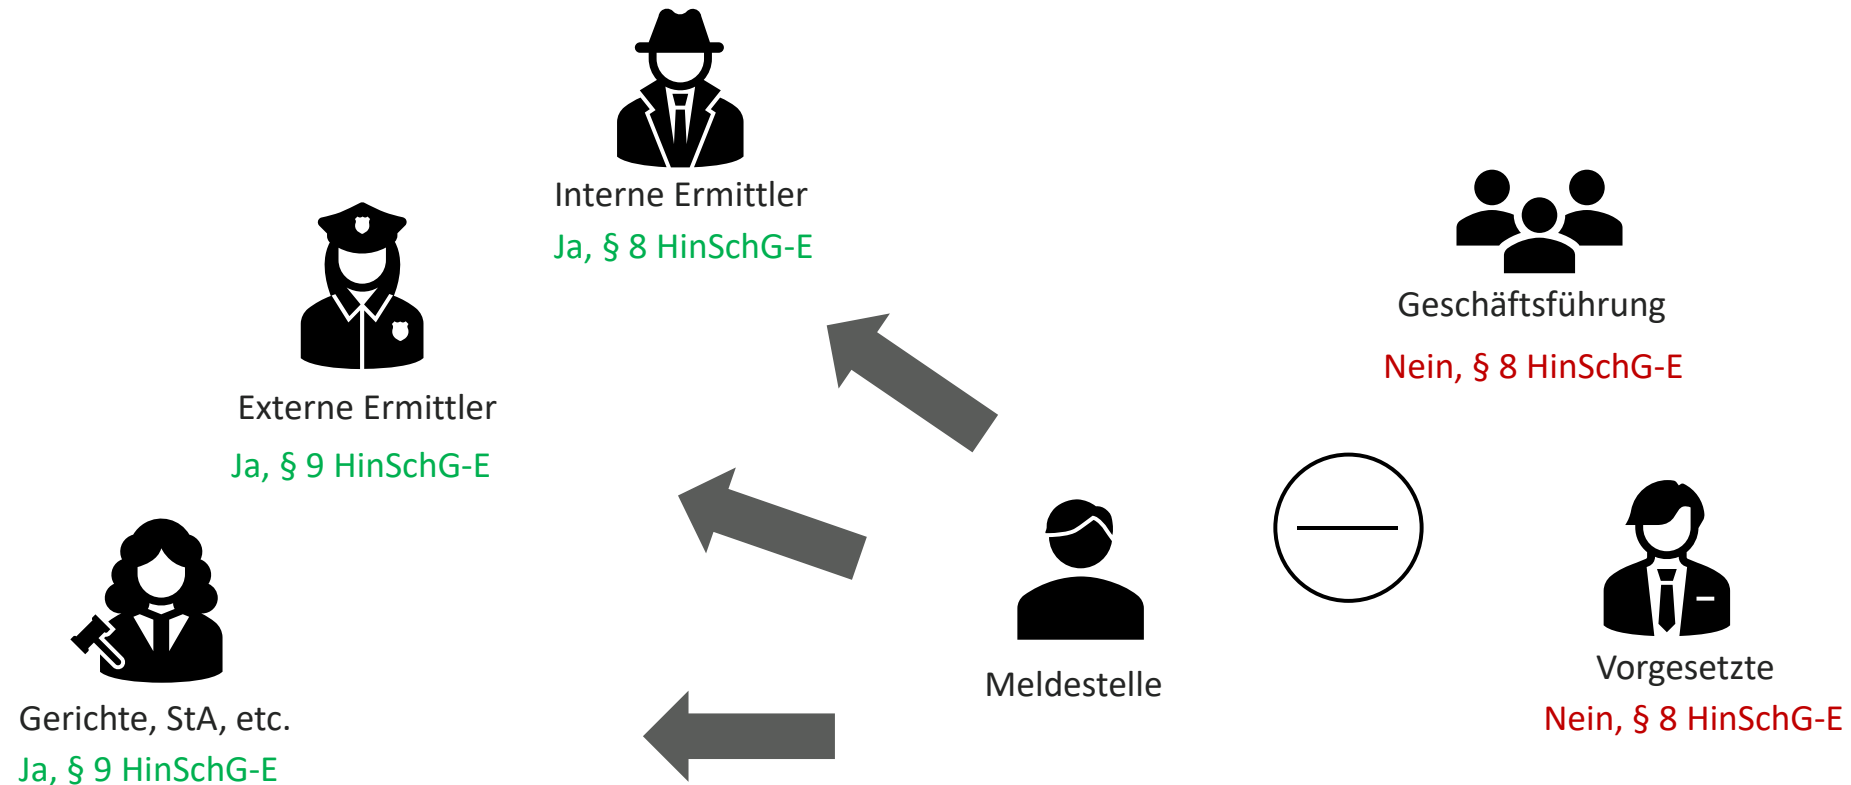 Interne Ermittler
Ja, § 8 HinSchG-E
Externe Ermittler
Ja, § 9 HinSchG-E
Gerichte, StA, etc.
Ja, § 9 HinSchG-E
Meldestelle
Geschäftsführung
Nein, § 8 HinSchG-E
Vorgesetzte
Nein, § 8 HinSchG-E